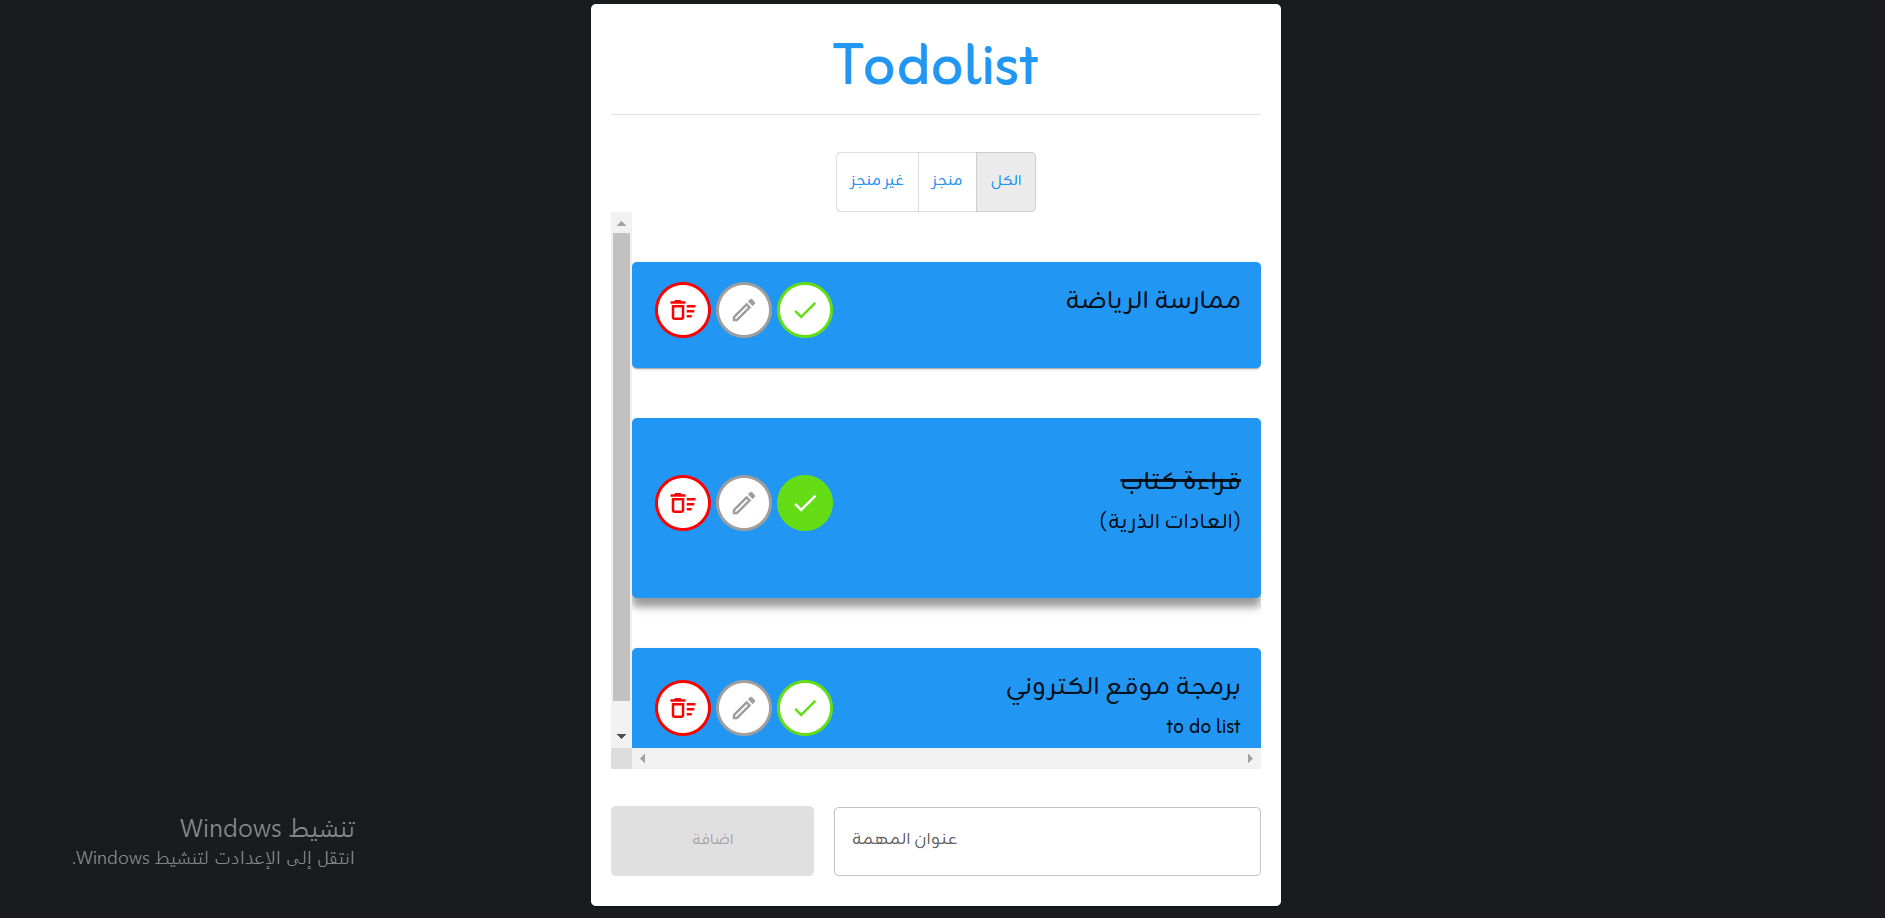 Todolist
الكل
منجز
غير منجز
ممارسة الرياضة
قراءة كتاب
(العادات الذرية)
برمجة موقع الكتروني
to do list
عنوان المهمة
اضافة
تنشيط Windows
انتقل إلى الإعدادت لتنشيط Windows.